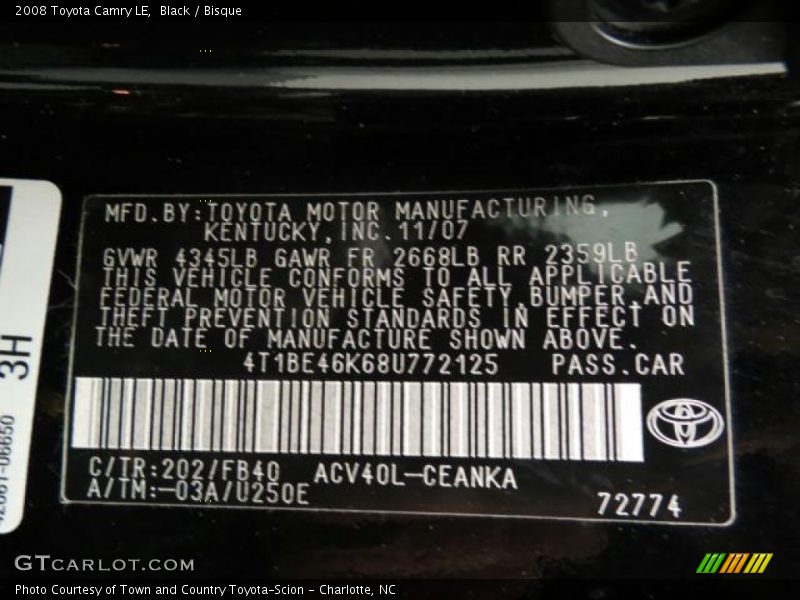 2008 Toyota Camry LE, Black / Bisque
MFD.BY:TOYOTA MOTOR MANUFACTURING,
KENTUCKY,INC.11/07
GVWR 4345LB GAWR FR 2668LB RR 2359LB
THIS VEHICLE CONFORMS TO ALL APPLICABLE
FEDERAL MOTOR VEHICLE SAFETY,BUMPER,AND
THEFT PREVENTION STANDARDS IN EFFECT ON
THE DATE OF MANUFACTURE SHOWN ABOVE.
4T1BE46K68U772125 PASS.CAR
C/TR:202/FB40 ACV40L-CEANKA
A/TM:-03A/U250E
72774
3H
GTCARLOT.COM
Photo Courtesy of Town and Country Toyota-Scion - Charlotte, NC